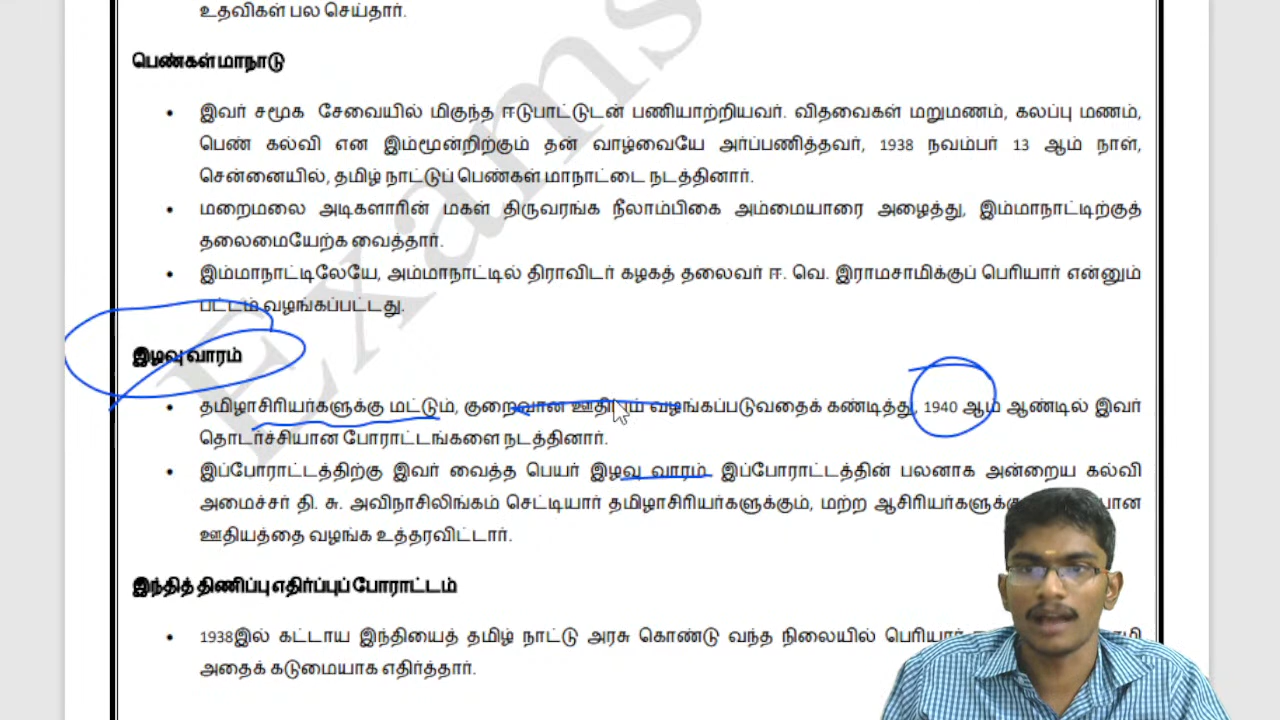 உதவிகள் பல செய்தார்.
பெண்கள் மாநாடு
• இவர் சமூக சேவையில் மிகுந்த ஈடுபாட்டுடன் பணியாற்றியவர். விதவைகள் மறுமணம், கலப்பு மணம்,
பெண் கல்வி என இம்மூன்றிற்கும் தன் வாழ்வையே அர்ப்பணித்தவர், 1938 நவம்பர் 13 ஆம் நாள்,
சென்னையில், தமிழ் நாட்டுப் பெண்கள் மாநாட்டை நடத்தினார்.
• மறைமலை அடிகளாரின் மகள் திருவரங்க நீலாம்பிகை அம்மையாரை அழைத்து, இம்மாநாட்டிற்குத்
தலைமையேற்க வைத்தார்.
• இம்மாநாட்டிலேயே, அம்மாநாட்டில் திராவிடர் கழகத் தலைவர் ஈ. வெ. இராமசாமிக்குப் பெரியார் என்னும்
பட்டம் வழங்கப்பட்டது.
இழவு வாரம்
• தமிழாசிரியர்களுக்கு மட்டும், குறைவான ஊதியம் வழங்கப்படுவதைக் கண்டித்து, 1940 ஆம் ஆண்டில் இவர்
தொடர்ச்சியான போராட்டங்களை நடத்தினார்.
• இப்போராட்டத்திற்கு இவர் வைத்த பெயர் இழவு வாரம். இப்போராட்டத்தின் பலனாக அன்றைய கல்வி
அமைச்சர் தி. சு. அவிநாசிலிங்கம் செட்டியார் தமிழாசிரியர்களுக்கும், மற்ற ஆசிரியர்களுக்கு
ஊதியத்தை வழங்க உத்தரவிட்டார்.
இந்தித் திணிப்பு எதிர்ப்புப் போராட்டம்
• 1938இல் கட்டாய இந்தியைத் தமிழ் நாட்டு அரசு கொண்டு வந்த நிலையில் பெரியார்
அதைக் கடுமையாக எதிர்த்தார்.
Exams